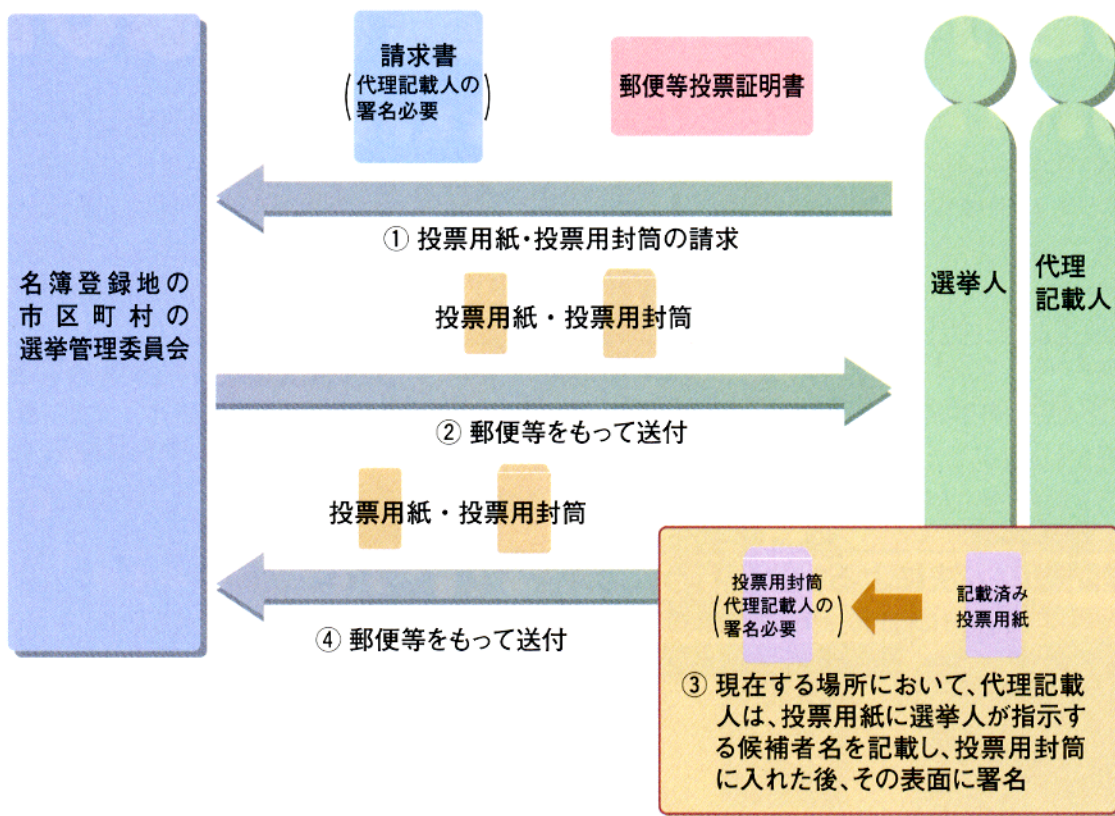 請求書
(代理記載人の
署名必要)
郵便等投票証明書
① 投票用紙・投票用封筒の請求
名簿登録地の
市区町村の
選挙管理委員会
選挙人
代理
記載人
投票用紙・投票用封筒
② 郵便等をもって送付
投票用紙・投票用封筒
④ 郵便等をもって送付
投票用封筒
(代理記載人の
署名必要)
記載済み
投票用紙
③ 現在する場所において、代理記載
人は、投票用紙に選挙人が指示す
る候補者名を記載し、投票用封筒
に入れた後、その表面に署名